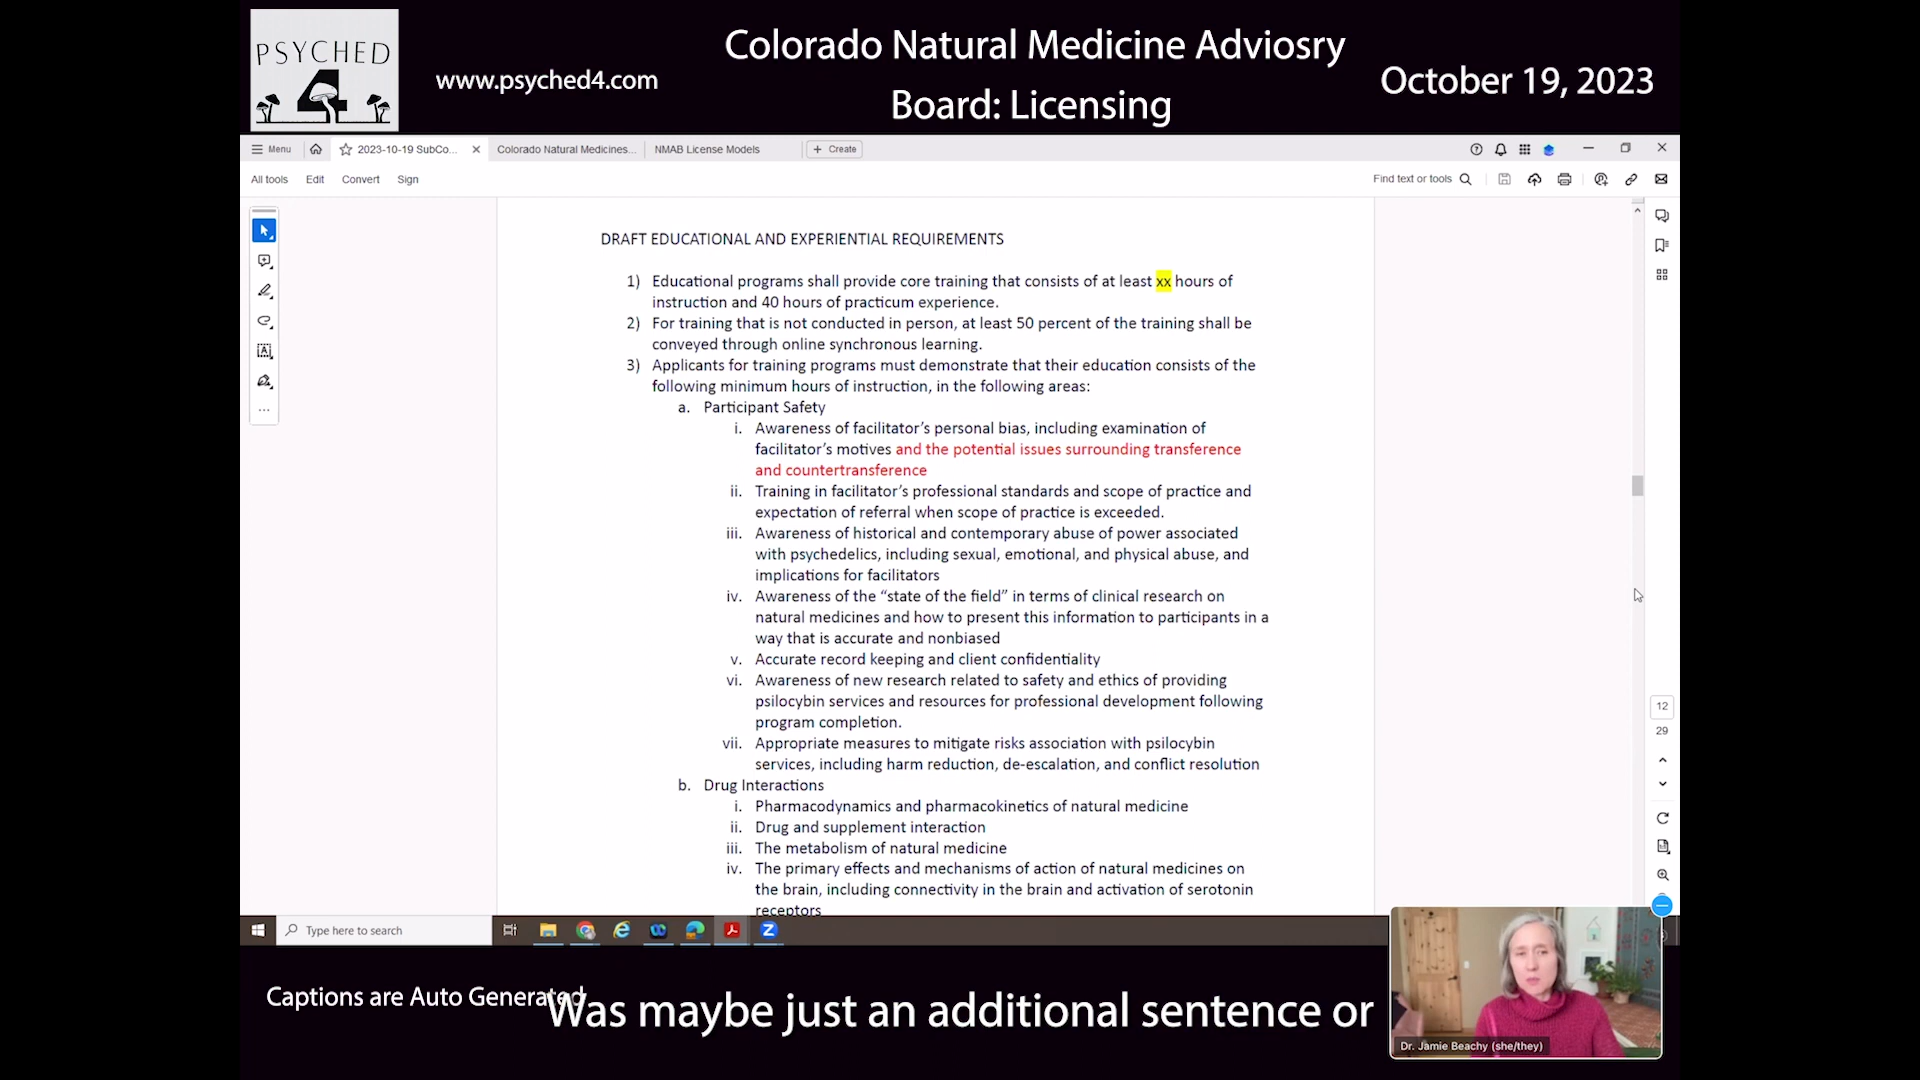 PSYCHED
4
www.psyched4.com
Colorado Natural Medicine Adviosry
Board: Licensing
October 19, 2023
Menu
2023-10-19 SubCo...
Colorado Natural Medicines...
NMAB License Models
+ Create
All tools
Edit
Convert
Sign
Find text or tools
DRAFT EDUCATIONAL AND EXPERIENTIAL REQUIREMENTS
1) Educational programs shall provide core training that consists of at least xx hours of
instruction and 40 hours of practicum experience.
2) For training that is not conducted in person, at least 50 percent of the training shall be
conveyed through online synchronous learning.
3) Applicants for training programs must demonstrate that their education consists of the
following minimum hours of instruction, in the following areas:
a. Participant Safety
i. Awareness of facilitator's personal bias, including examination of
facilitator's motives and the potential issues surrounding transference
and countertransference
ii. Training in facilitator's professional standards and scope of practice and
expectation of referral when scope of practice is exceeded.
iii. Awareness of historical and contemporary abuse of power associated
with psychedelics, including sexual, emotional, and physical abuse, and
implications for facilitators
iv. Awareness of the “state of the field” in terms of clinical research on
natural medicines and how to present this information to participants in a
way that is accurate and nonbiased
v. Accurate record keeping and client confidentiality
vi. Awareness of new research related to safety and ethics of providing
psilocybin services and resources for professional development following
program completion.
vii. Appropriate measures to mitigate risks association with psilocybin
services, including harm reduction, de-escalation, and conflict resolution
b. Drug Interactions
i. Pharmacodynamics and pharmacokinetics of natural medicine
ii. Drug and supplement interaction
iii. The metabolism of natural medicine
iv. The primary effects and mechanisms of action of natural medicines on
the brain, including connectivity in the brain and activation of serotonin
receptors
12
29
Type here to search
Captions are Auto Generated
Was maybe just an additional sentence or
Dr. Jamie Beachy (she/they)